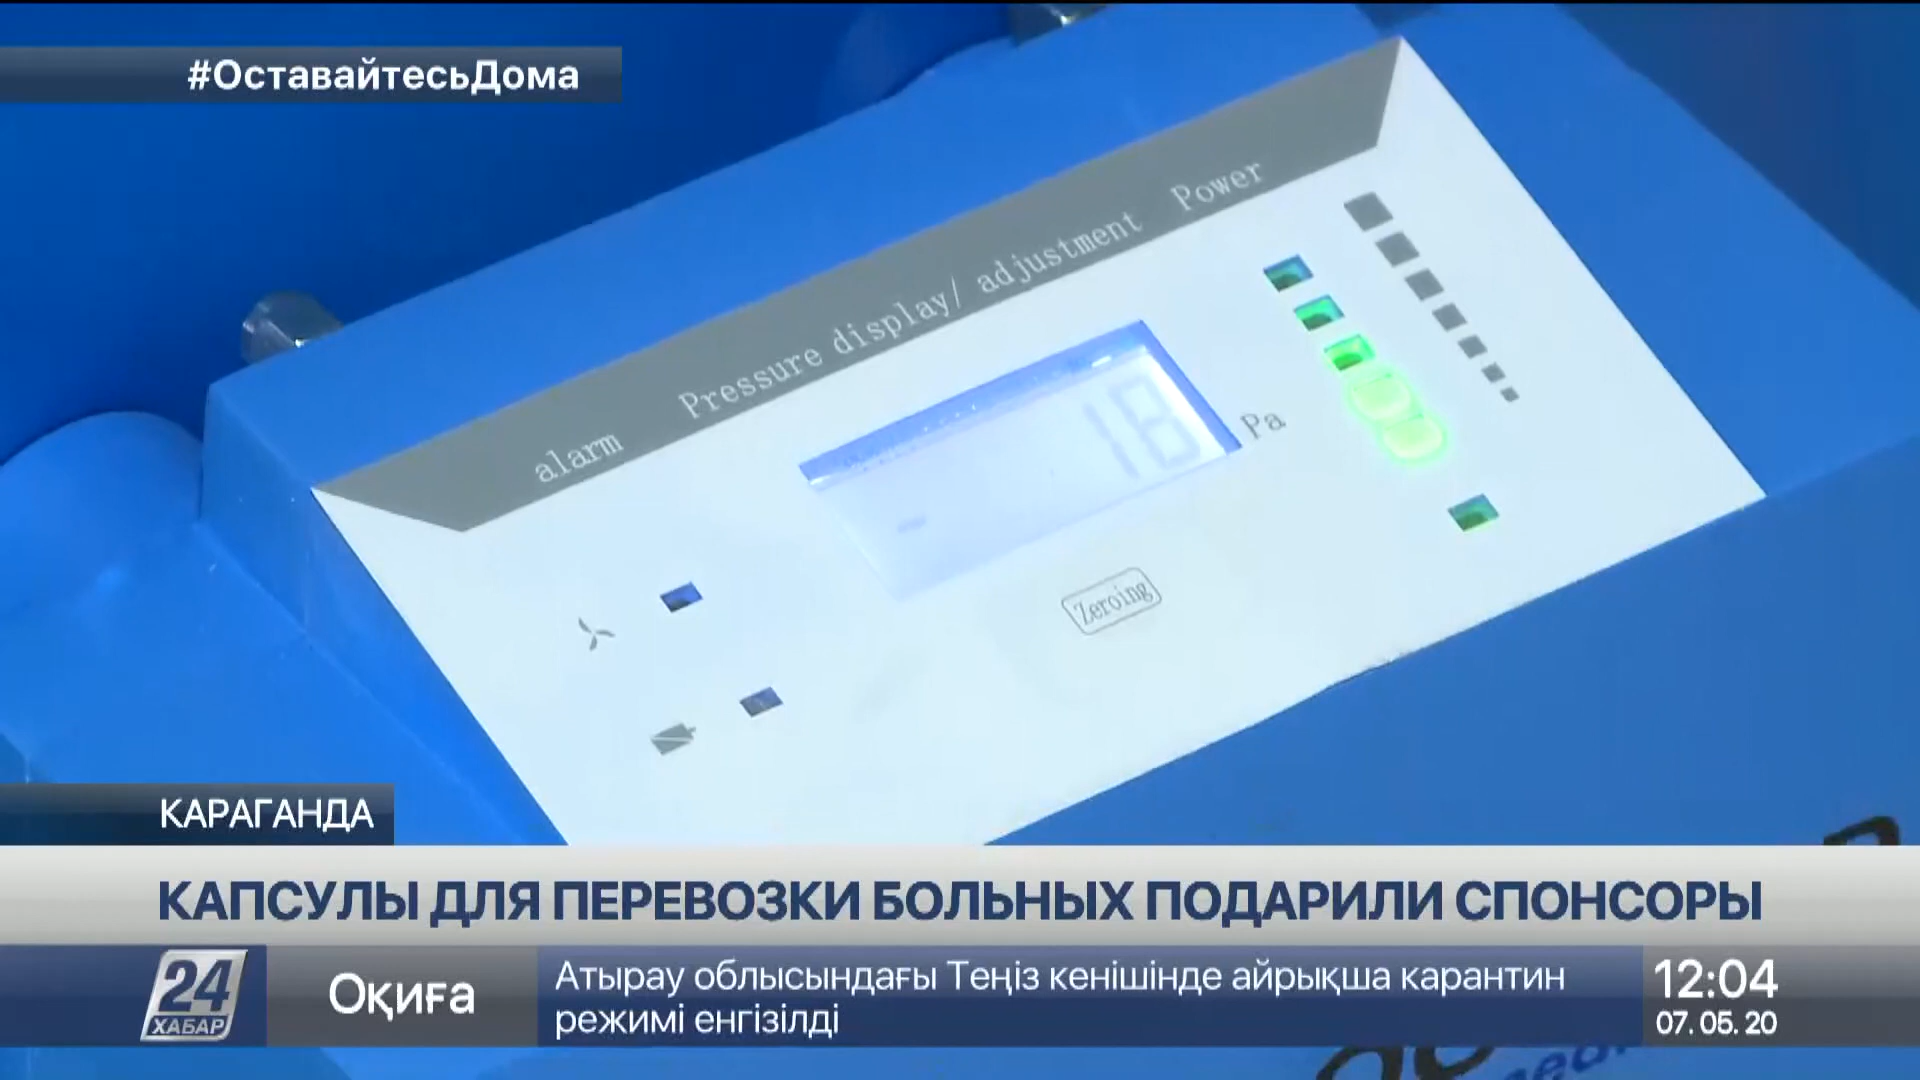 #ОставайтесьДома
alarm Pressure display/ adjustment Power
- 18 Pa
Zeroing
КАРАГАНДА
КАПСУЛЫ ДЛЯ ПЕРЕВОЗКИ БОЛЬНЫХ ПОДАРИЛИ СПОНСОРЫ
24 ХАБАР
Оқиға
Атырау облысындағы Теңіз кенішінде айрықша карантин
режимі енгізілді
12:04
07.05.20